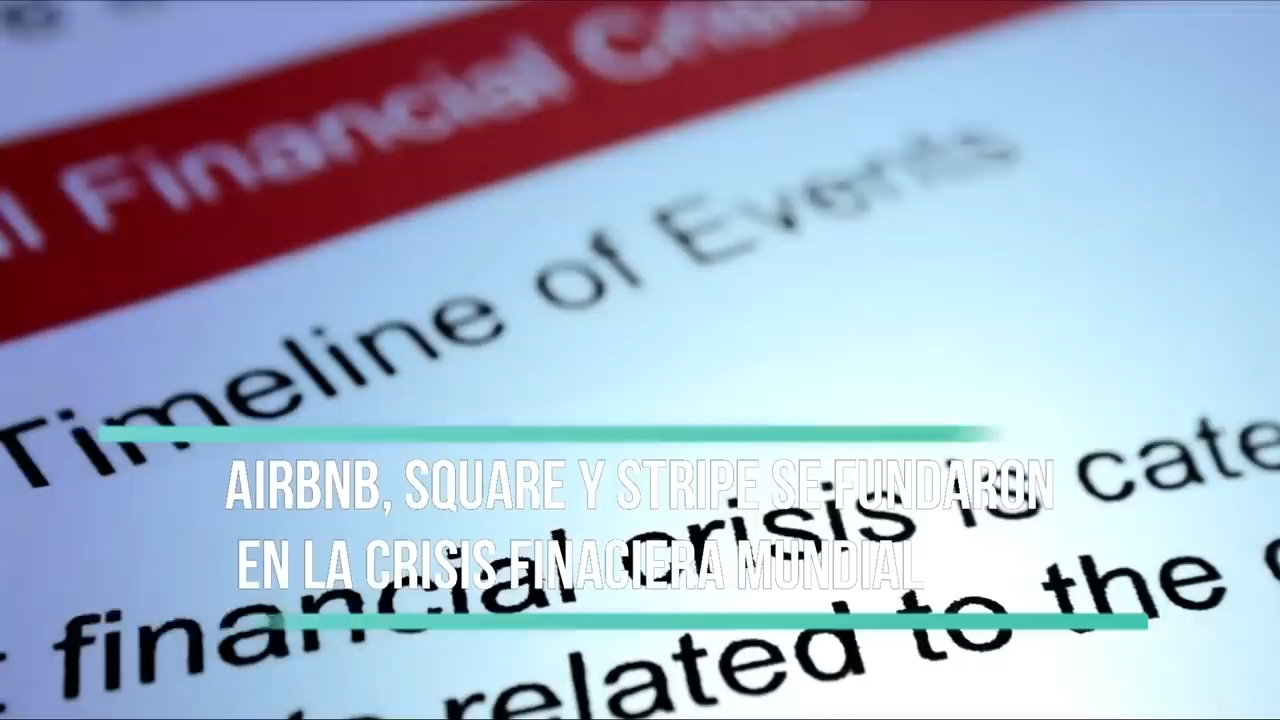 l Financial Crisis
Timeline of Events
financial crisis is cate
related to the
AIRBNB, SQUARE Y STRIPE SE FUNDARON
EN LA CRISIS FINACIERA MUNDIAL